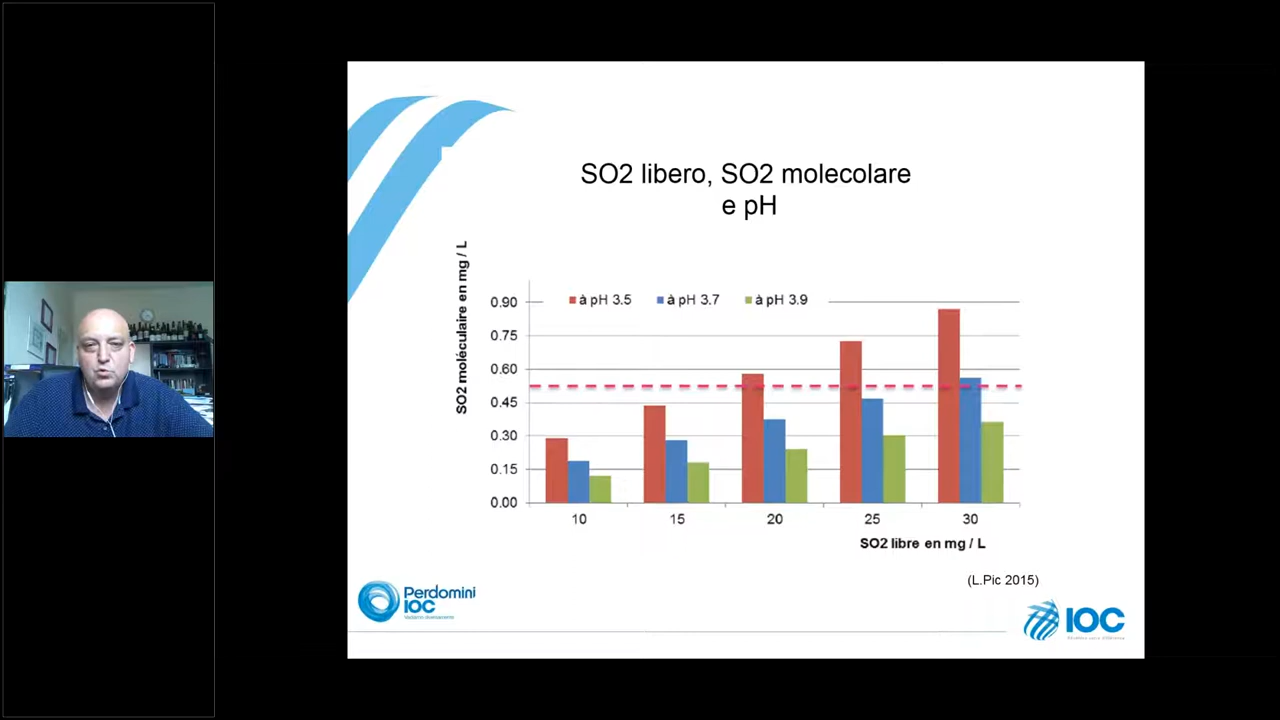 SO2 libero, SO2 molecolare
e pH
SO2 moléculaire en mg / L
à pH 3.5
à pH 3.7
à pH 3.9
0.90
0.75
0.60
0.45
0.30
0.15
0.00
10
15
20
25
30
SO2 libre en mg / L
(L.Pic 2015)
Perdomini
IOC
IOC